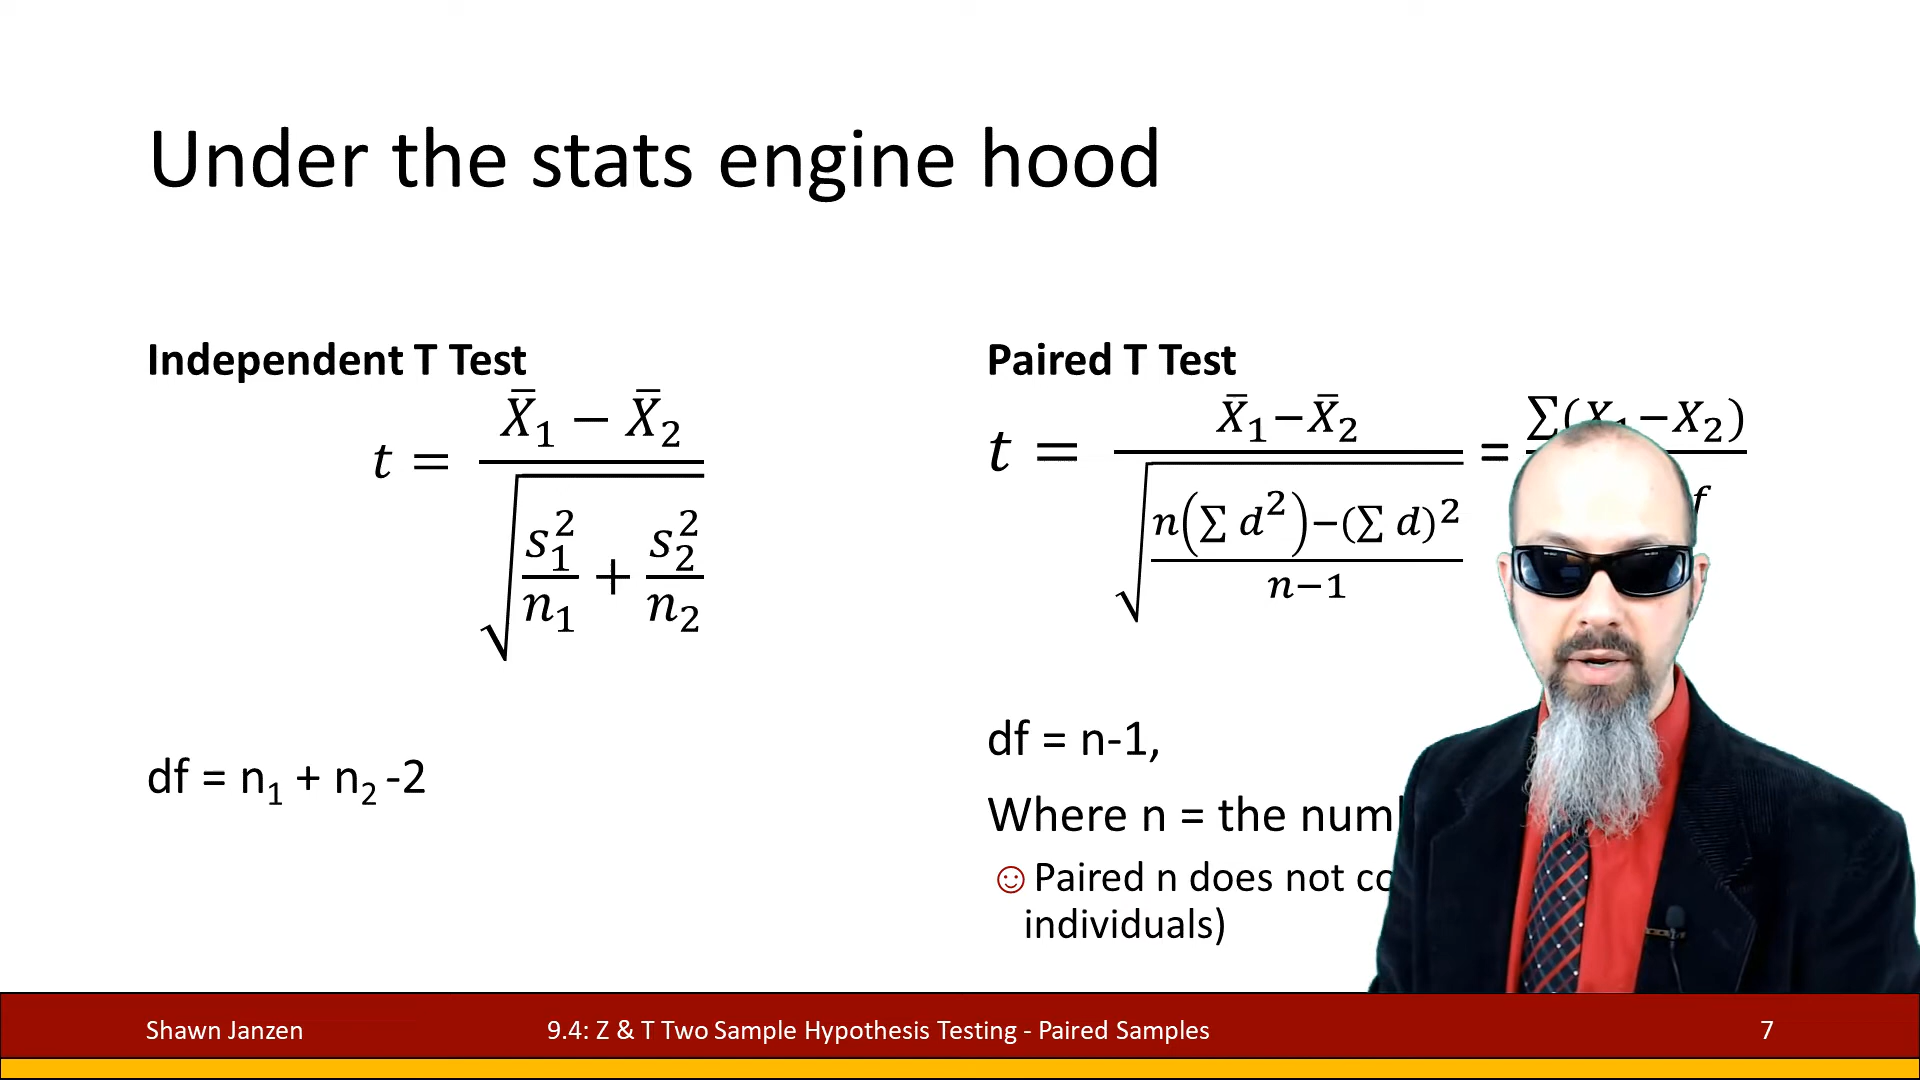 Under the stats engine hood
Independent T Test
t = (X̄₁ − X̄₂) / √(s₁²/n₁ + s₂²/n₂)
df = n₁ + n₂ -2
Paired T Test
t = (X̄₁−X̄₂) / √((n(∑ d²)−(∑ d)²)/(n−1)) = ∑(X₁−X₂)
df = n-1,
Where n = the
☺Paired n does not
individuals)
Shawn Janzen 9.4: Z & T Two Sample Hypothesis Testing - Paired Samples 7